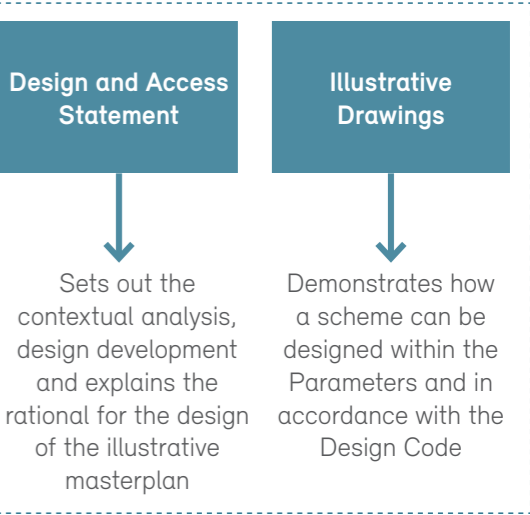 Design and Access
Statement
Sets out the
contextual analysis,
design development
and explains the
rational for the design
of the illustrative
masterplan
Illustrative
Drawings
Demonstrates how
a scheme can be
designed within the
Parameters and in
accordance with the
Design Code